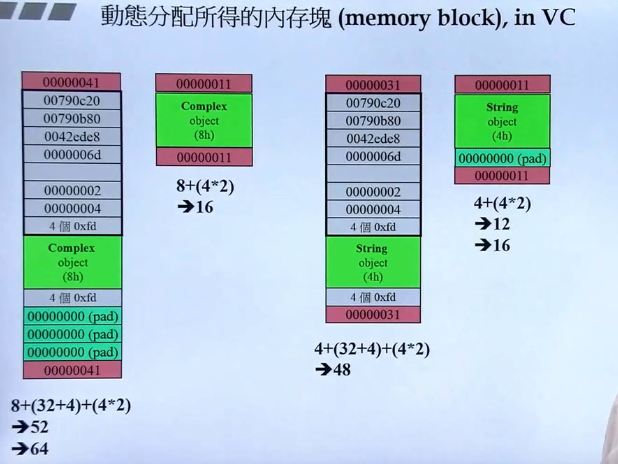 動態分配所得的內存塊 (memory block), in VC
00000041
00790c20
00790b80
0042ede8
0000006d
00000002
00000004
4 個 0xfd
Complex
object
(8h)
4 個 0xfd
00000000 (pad)
00000000 (pad)
00000000 (pad)
00000041
8+(32+4)+(4*2)
➔52
➔64
00000011
Complex
object
(8h)
00000011
8+(4*2)
➔16
00000031
00790c20
00790b80
0042ede8
0000006d
00000002
00000004
4 個 0xfd
String
object
(4h)
4 個 0xfd
00000031
4+(32+4)+(4*2)
➔48
00000011
String
object
(4h)
00000000 (pad)
00000011
4+(4*2)
➔12
➔16